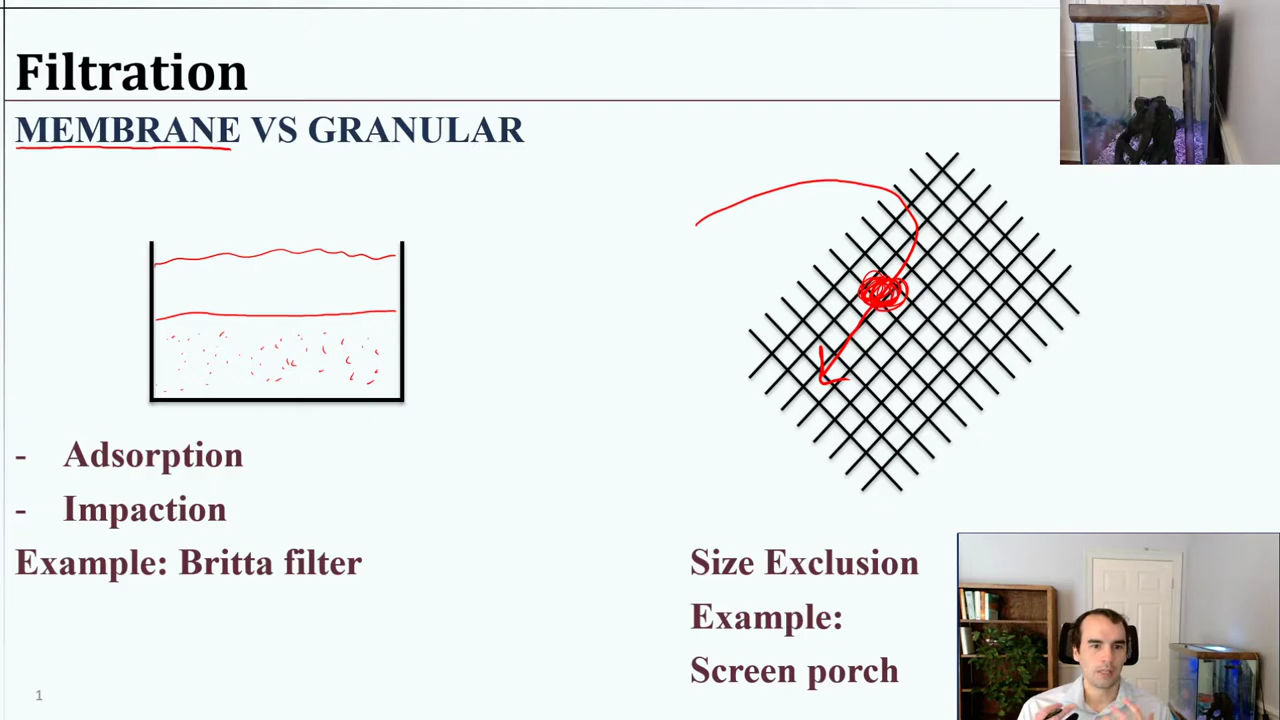 Filtration
MEMBRANE VS GRANULAR
- Adsorption
- Impaction
Example: Britta filter
Size Exclusion
Example:
Screen porch
1